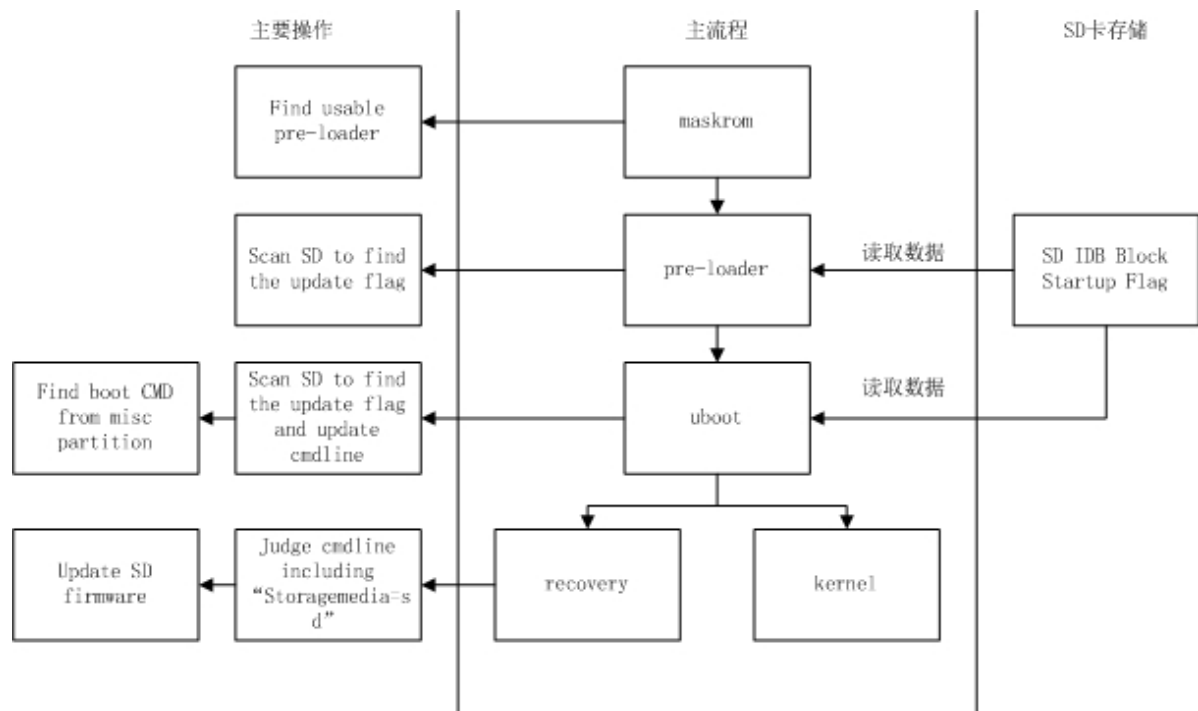 主要操作
主流程
SD卡存储
Find usable
pre-loader
maskrom
Scan SD to find
the update flag
pre-loader
读取数据
SD IDB Block
Startup Flag
Find boot CMD
from misc
partition
Scan SD to find
the update flag
and update
cmdline
uboot
读取数据
Update SD
firmware
Judge cmdline
including
“Storagemedia=s
d”
recovery
kernel